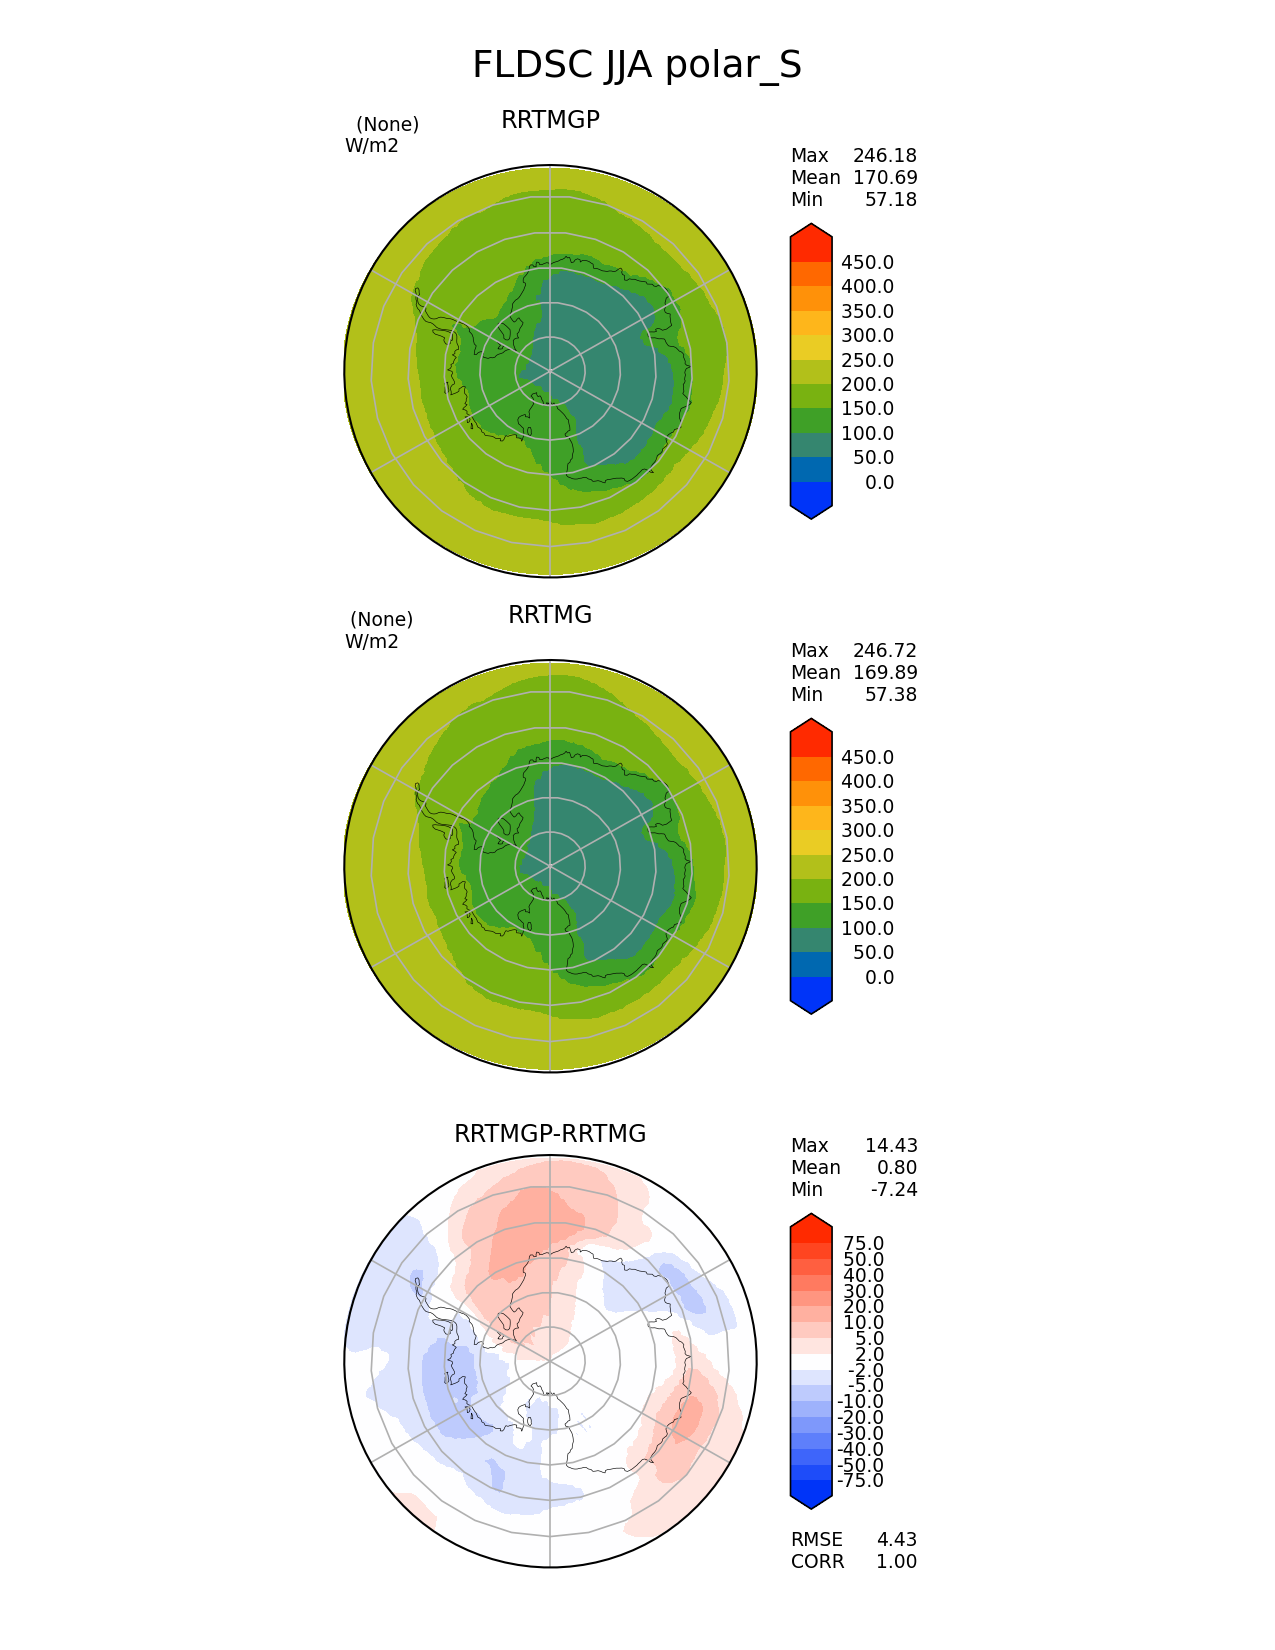 FLDSC JJA polar_S
RRTMGP
(None)
W/m2
Max 246.18
Mean 170.69
Min 57.18
450.0
400.0
350.0
300.0
250.0
200.0
150.0
100.0
50.0
0.0
RRTMG
(None)
W/m2
Max 246.72
Mean 169.89
Min 57.38
450.0
400.0
350.0
300.0
250.0
200.0
150.0
100.0
50.0
0.0
RRTMGP-RRTMG
Max 14.43
Mean 0.80
Min -7.24
75.0
50.0
40.0
30.0
20.0
10.0
5.0
2.0
-2.0
-5.0
-10.0
-20.0
-30.0
-40.0
-50.0
-75.0
RMSE 4.43
CORR 1.00